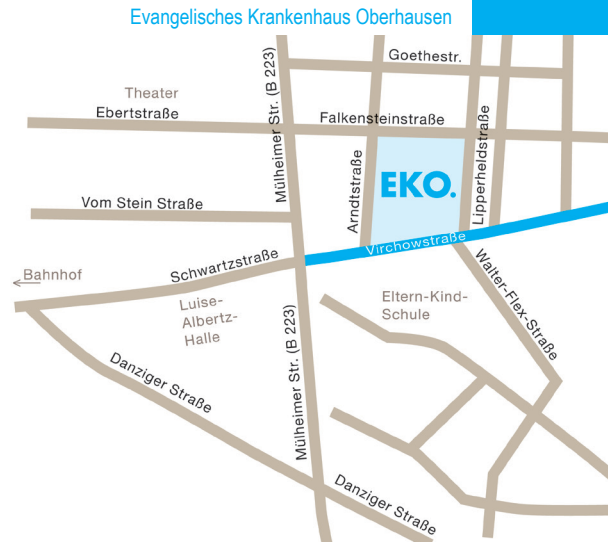 Evangelisches Krankenhaus Oberhausen
Goethestr.
Theater
Ebertstraße
Mülheimer Str. (B 223)
Falkensteinstraße
Lipperheldstraße
Arndtstraße
EKO.
Vom Stein Straße
Virchowstraße
Schwartzstraße
Bahnhof
Walter-Flex-Straße
Luise-
Albertz-
Halle
Eltern-Kind-
Schule
Mülheimer Str. (B 223)
Danziger Straße
Danziger Straße